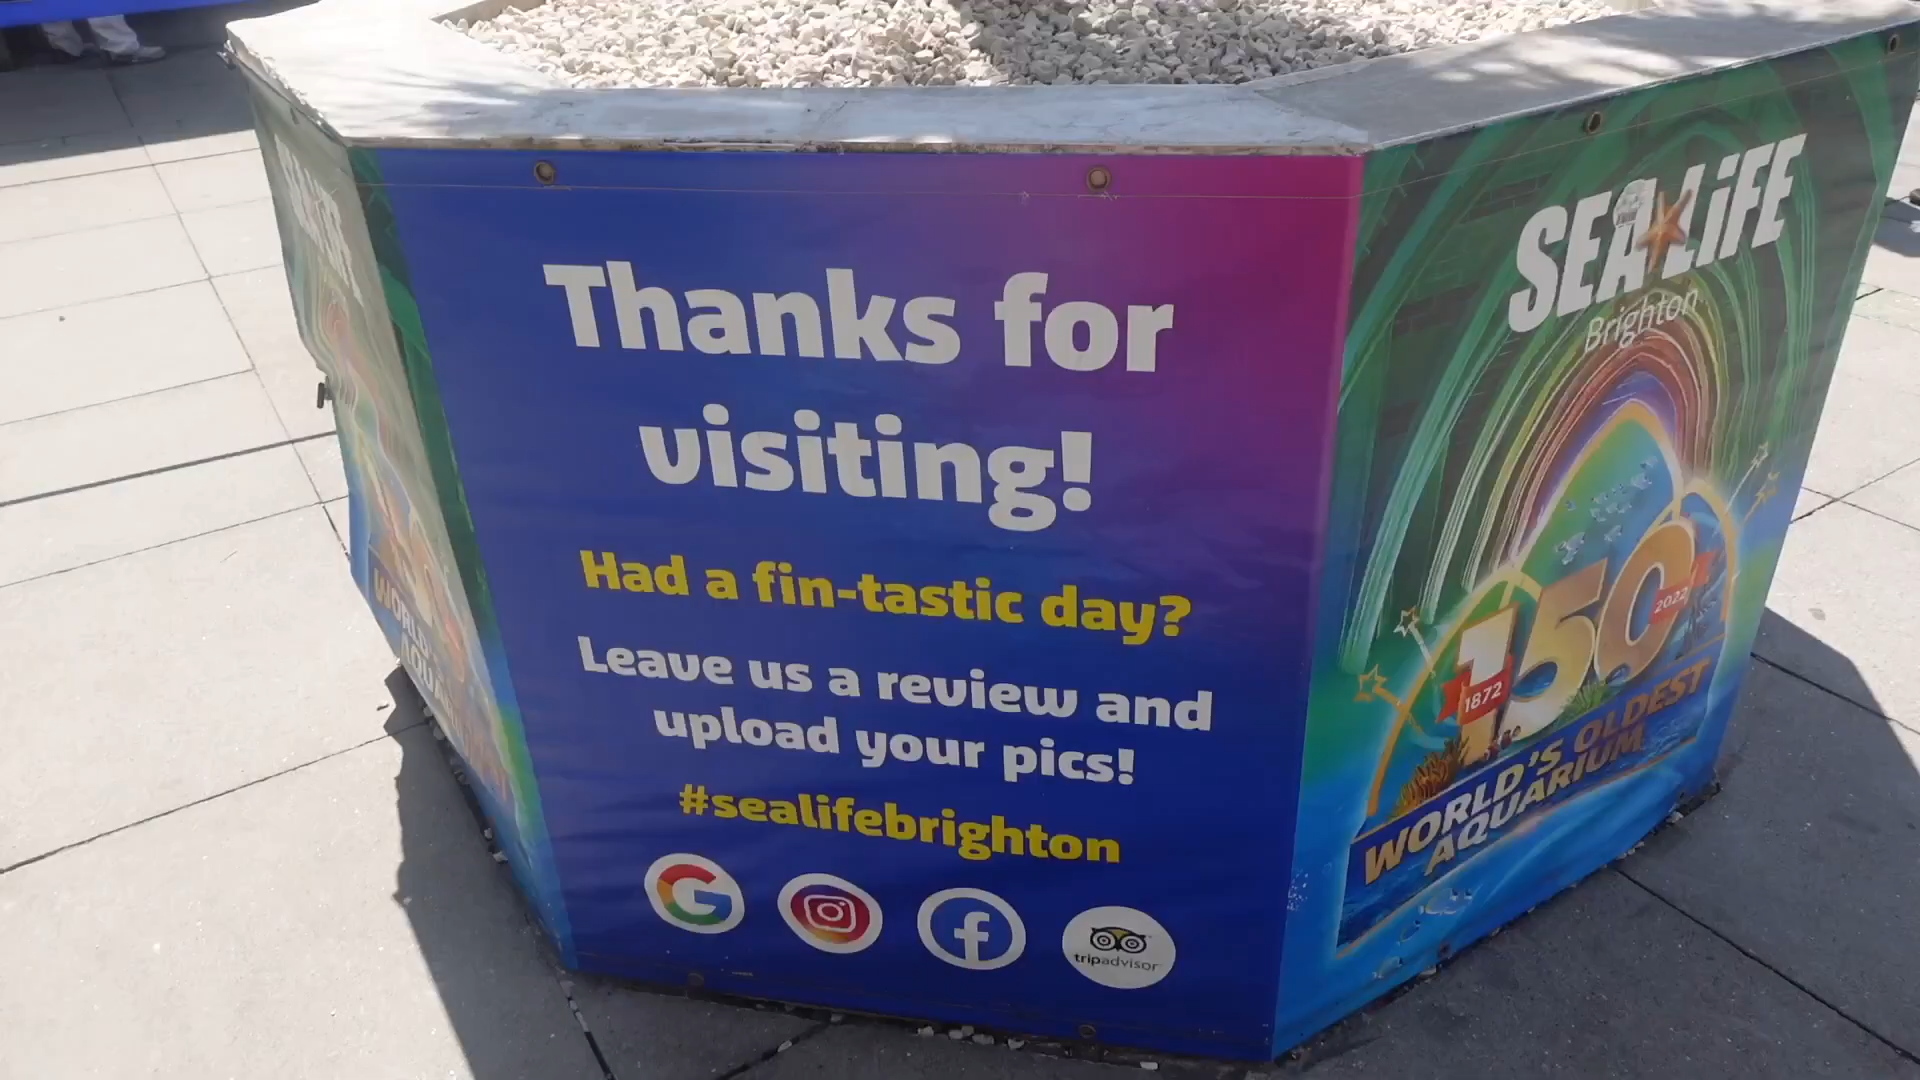 Thanks for
visiting!
Had a fin-tastic day?
Leave us a review and
upload your pics!
#sealifebrighton
tripadvisor
SEA LiFE
Brighton
150
1872
2022
WORLD'S OLDEST
AQUARIUM